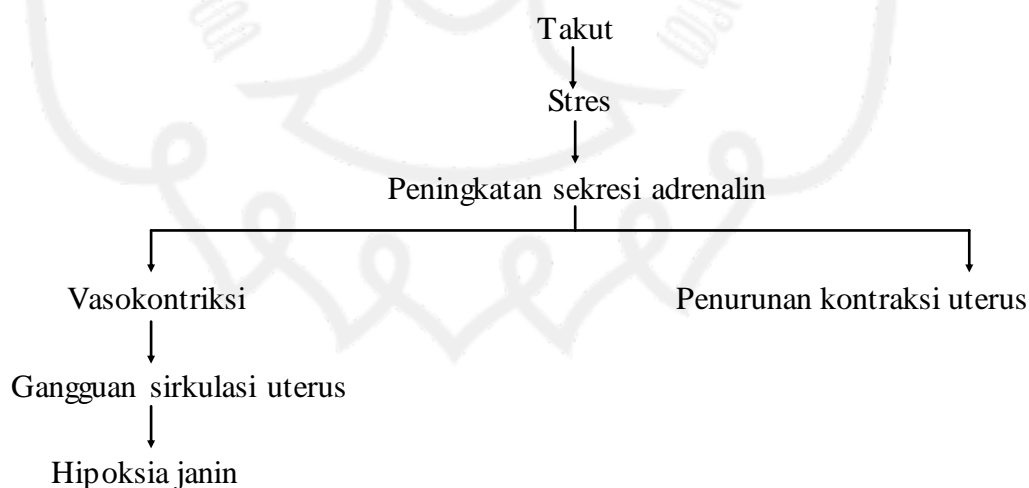 Takut
Stres
Peningkatan sekresi adrenalin
Vasokontriksi
Penurunan kontraksi uterus
Gangguan sirkulasi uterus
Hipoksia janin